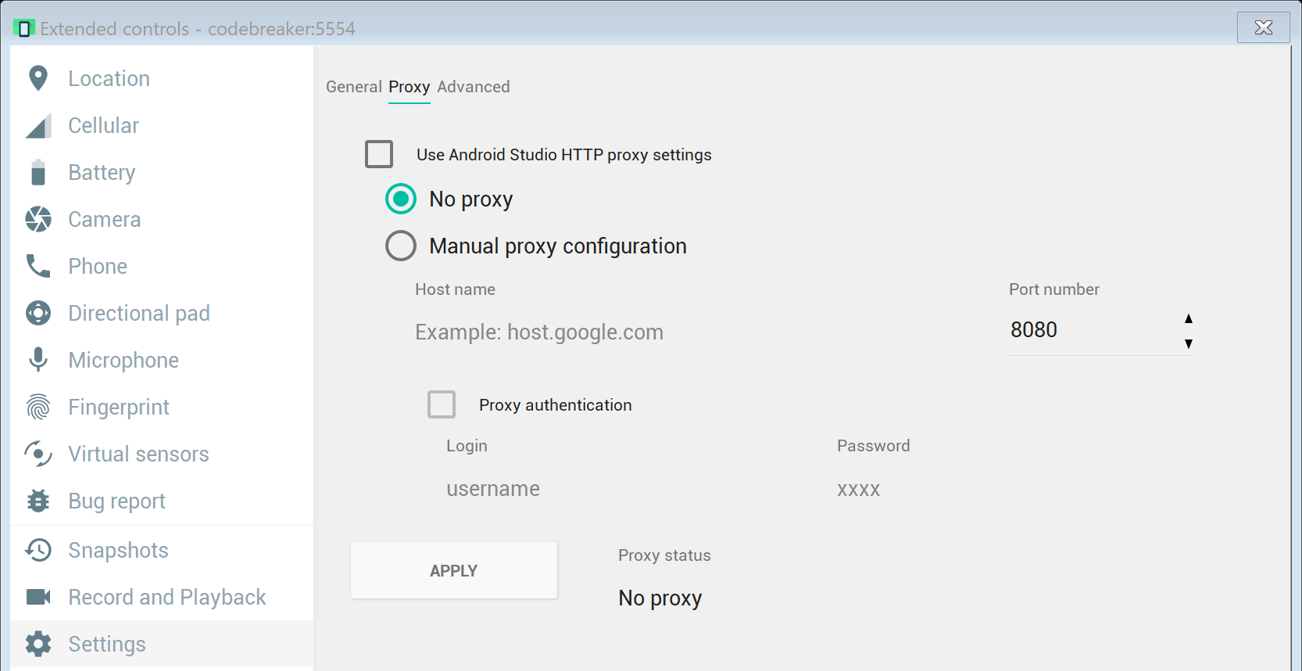 Extended controls - codebreaker:5554
Location
Cellular
Battery
Camera
Phone
Directional pad
Microphone
Fingerprint
Virtual sensors
Bug report
Snapshots
Record and Playback
Settings
General Proxy Advanced
Use Android Studio HTTP proxy settings
No proxy
Manual proxy configuration
Host name
Port number
Example: host.google.com
8080
Proxy authentication
Login
Password
username
xxxx
APPLY
Proxy status
No proxy